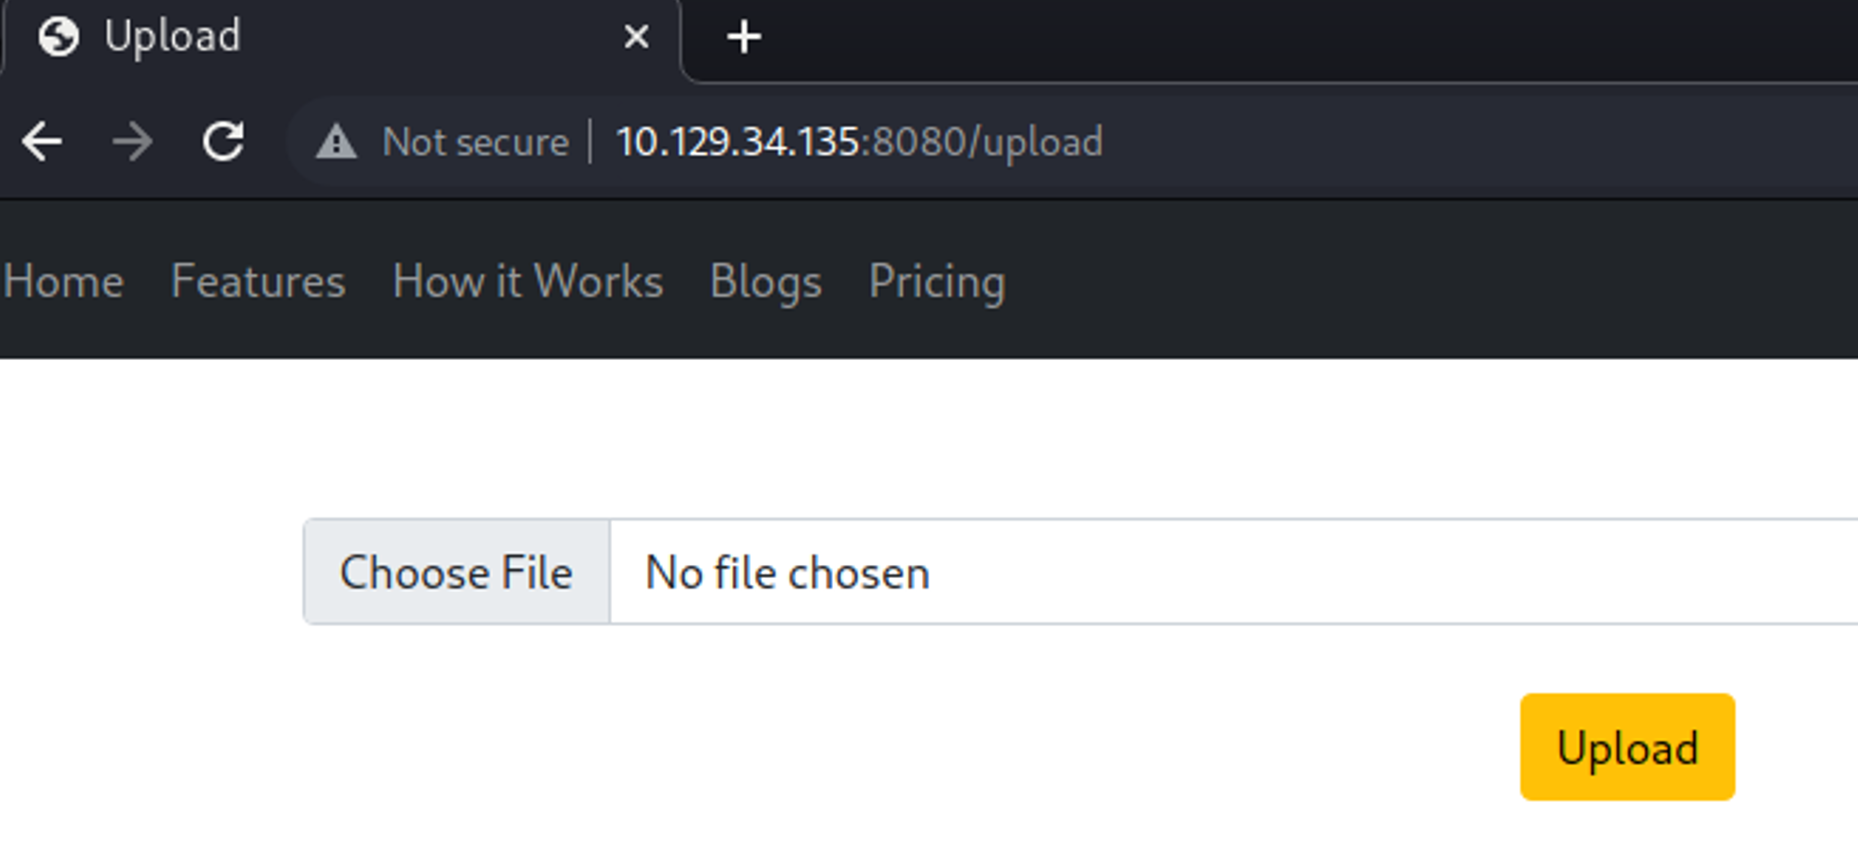 Upload
Not secure 10.129.34.135:8080/upload
Home Features How it Works Blogs Pricing
Choose File No file chosen
Upload